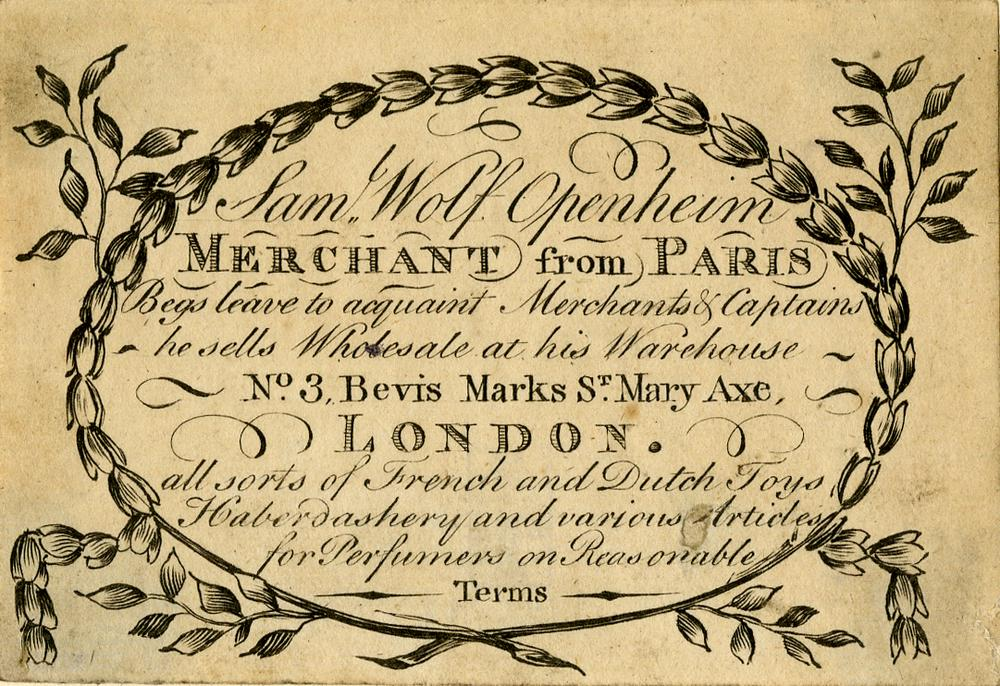 Sam.l Wolf Openheim
MERCHANT from PARIS
Begs leave to acquaint Merchants & Captains
he sells Wholesale at his Warehouse
No. 3, Bevis Marks St. Mary Axe,
LONDON.
all sorts of French and Dutch Toys
Haberdashery and various Articles
for Perfumers on Reasonable
Terms